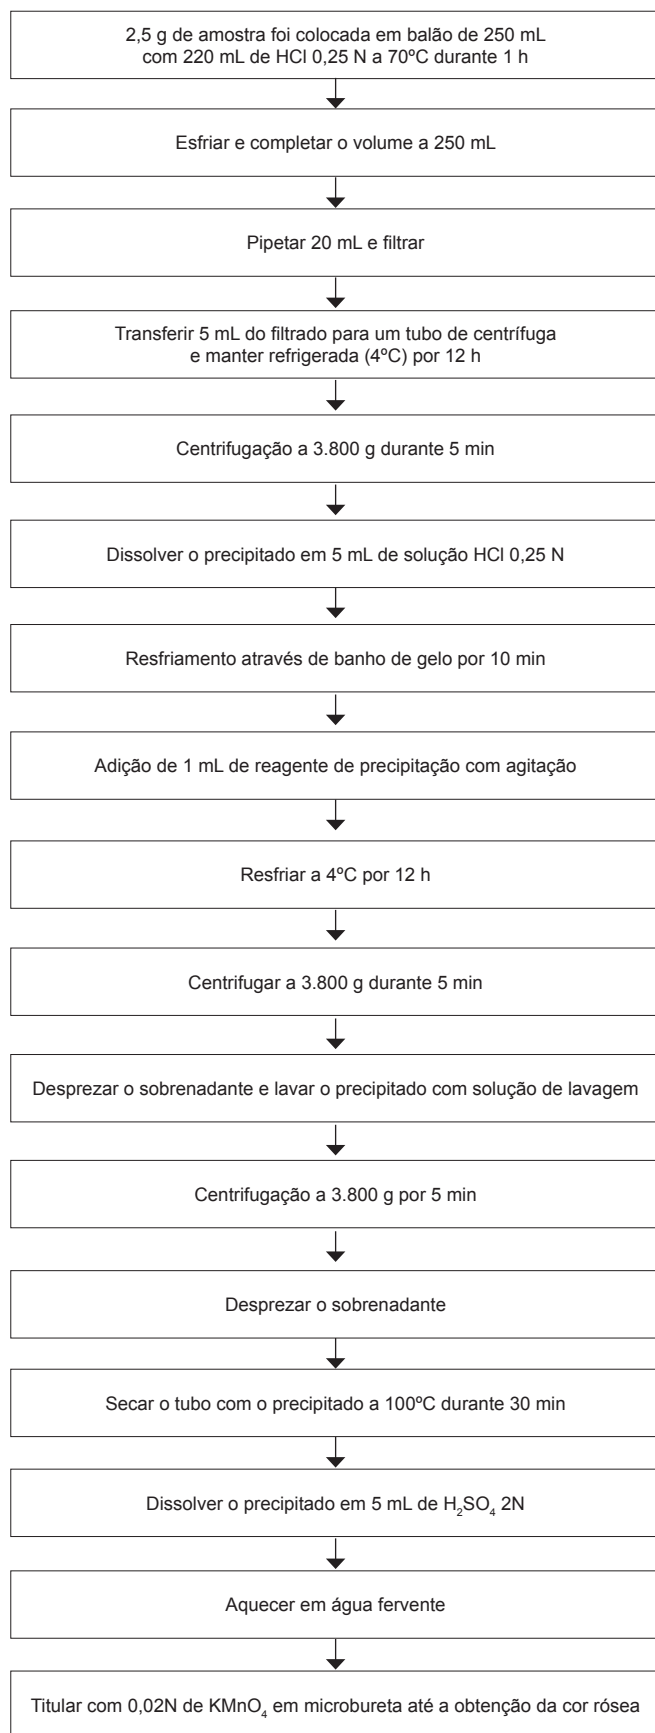 2,5 g de amostra foi colocada em balão de 250 mL
com 220 mL de HCl 0,25 N a 70ºC durante 1 h
Esfriar e completar o volume a 250 mL
Pipetar 20 mL e filtrar
Transferir 5 mL do filtrado para um tubo de centrífuga
e manter refrigerada (4ºC) por 12 h
Centrifugação a 3.800 g durante 5 min
Dissolver o precipitado em 5 mL de solução HCl 0,25 N
Resfriamento através de banho de gelo por 10 min
Adição de 1 mL de reagente de precipitação com agitação
Resfriar a 4ºC por 12 h
Centrifugar a 3.800 g durante 5 min
Desprezar o sobrenadante e lavar o precipitado com solução de lavagem
Centrifugação a 3.800 g por 5 min
Desprezar o sobrenadante
Secar o tubo com o precipitado a 100ºC durante 30 min
Dissolver o precipitado em 5 mL de H₂SO₄ 2N
Aquecer em água fervente
Titular com 0,02N de KMnO₄ em microbureta até a obtenção da cor rósea